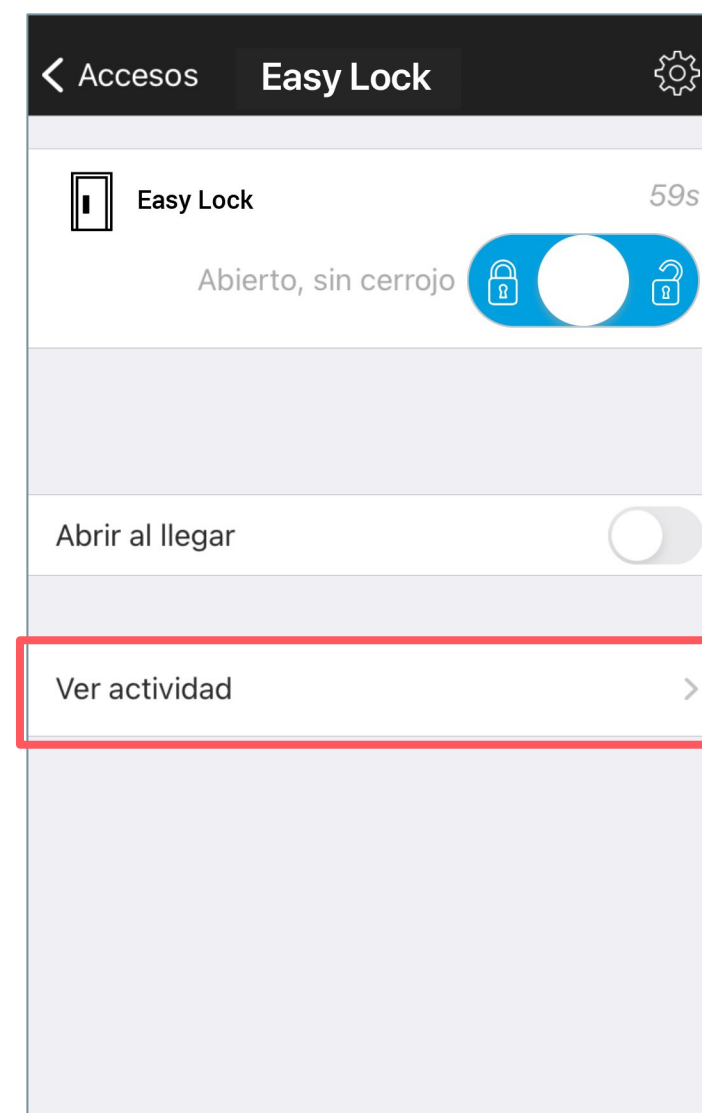 Accesos Easy Lock
Easy Lock 59s
Abierto, sin cerrojo
Abrir al llegar
Ver actividad